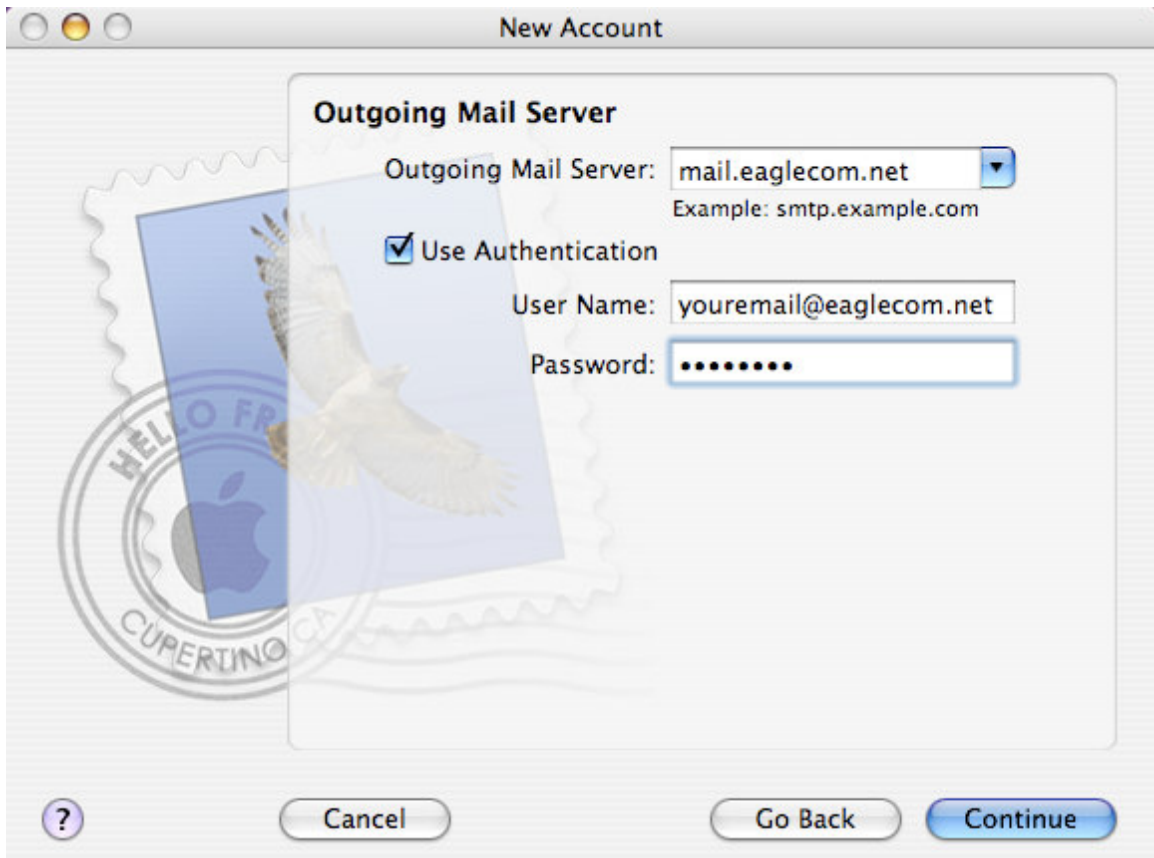 New Account
Outgoing Mail Server
Outgoing Mail Server: mail.eaglecom.net
Example: smtp.example.com
Use Authentication
User Name: youremail@eaglecom.net
Password: ••••••••
HELLO FR
CUPERTINO CA
? Cancel Go Back Continue